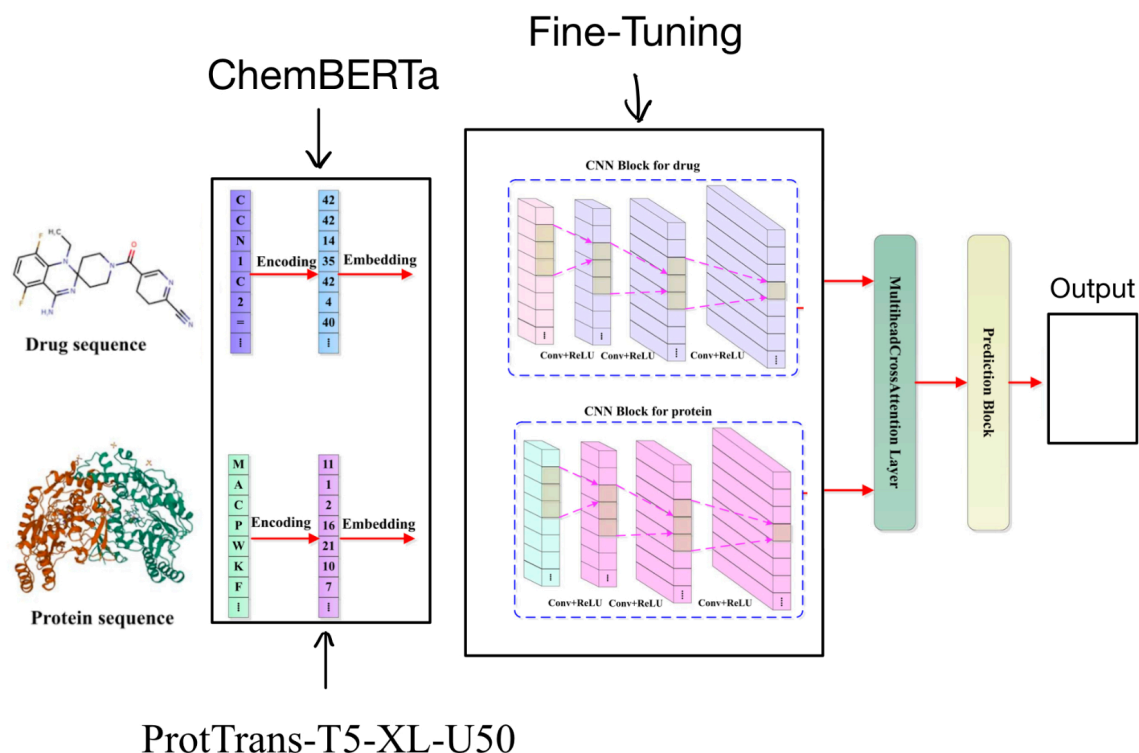 Fine-Tuning
ChemBERTa
CNN Block for drug
C
C
N
1
C
2
=
⁞
Encoding
42
42
14
35
42
4
40
⁞
Embedding
H₃C
N
N
N
O
N
N
F
F
NH₂
Drug sequence
⁞
⁞
⁞
⁞
Conv+ReLU Conv+ReLU Conv+ReLU
MultiheadCrossAttention Layer
Prediction Block
Output
CNN Block for protein
M
A
C
P
W
K
F
⁞
Encoding
11
1
2
16
21
10
7
⁞
Embedding
Protein sequence
⁞
⁞
⁞
⁞
Conv+ReLU Conv+ReLU Conv+ReLU
ProtTrans-T5-XL-U50